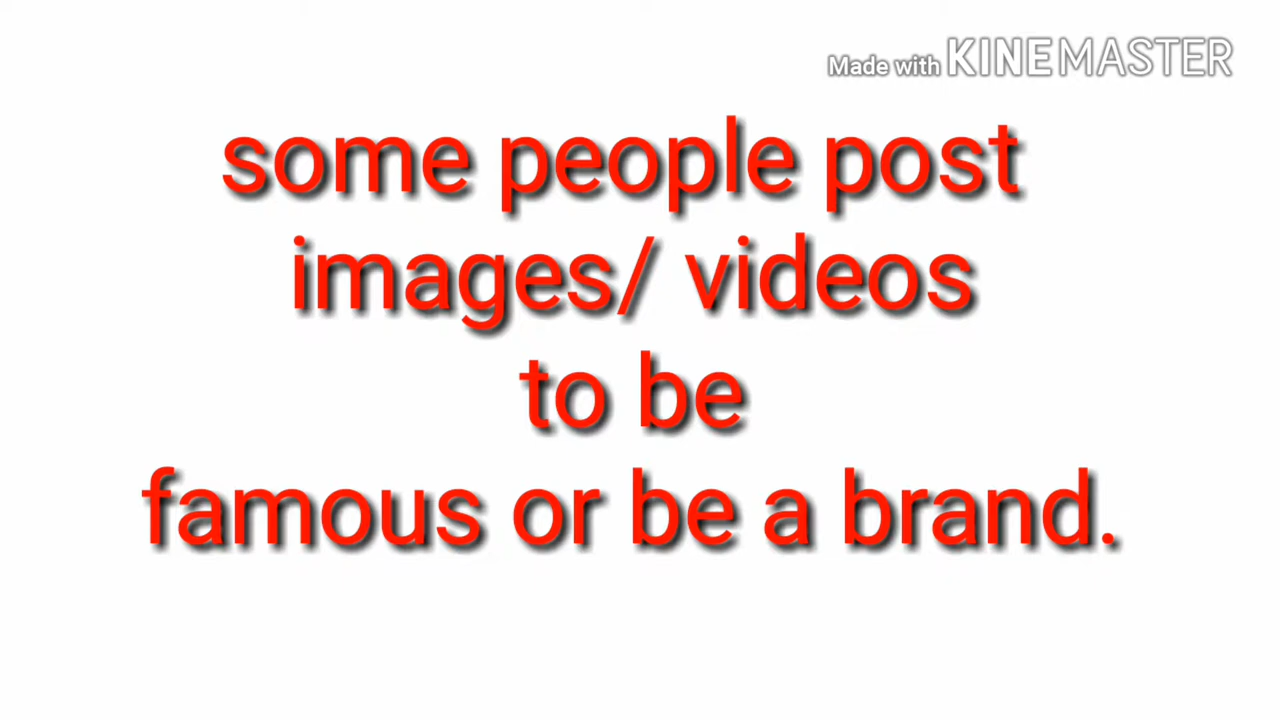 Made with KINEMASTER
some people post
images/ videos
to be
famous or be a brand.